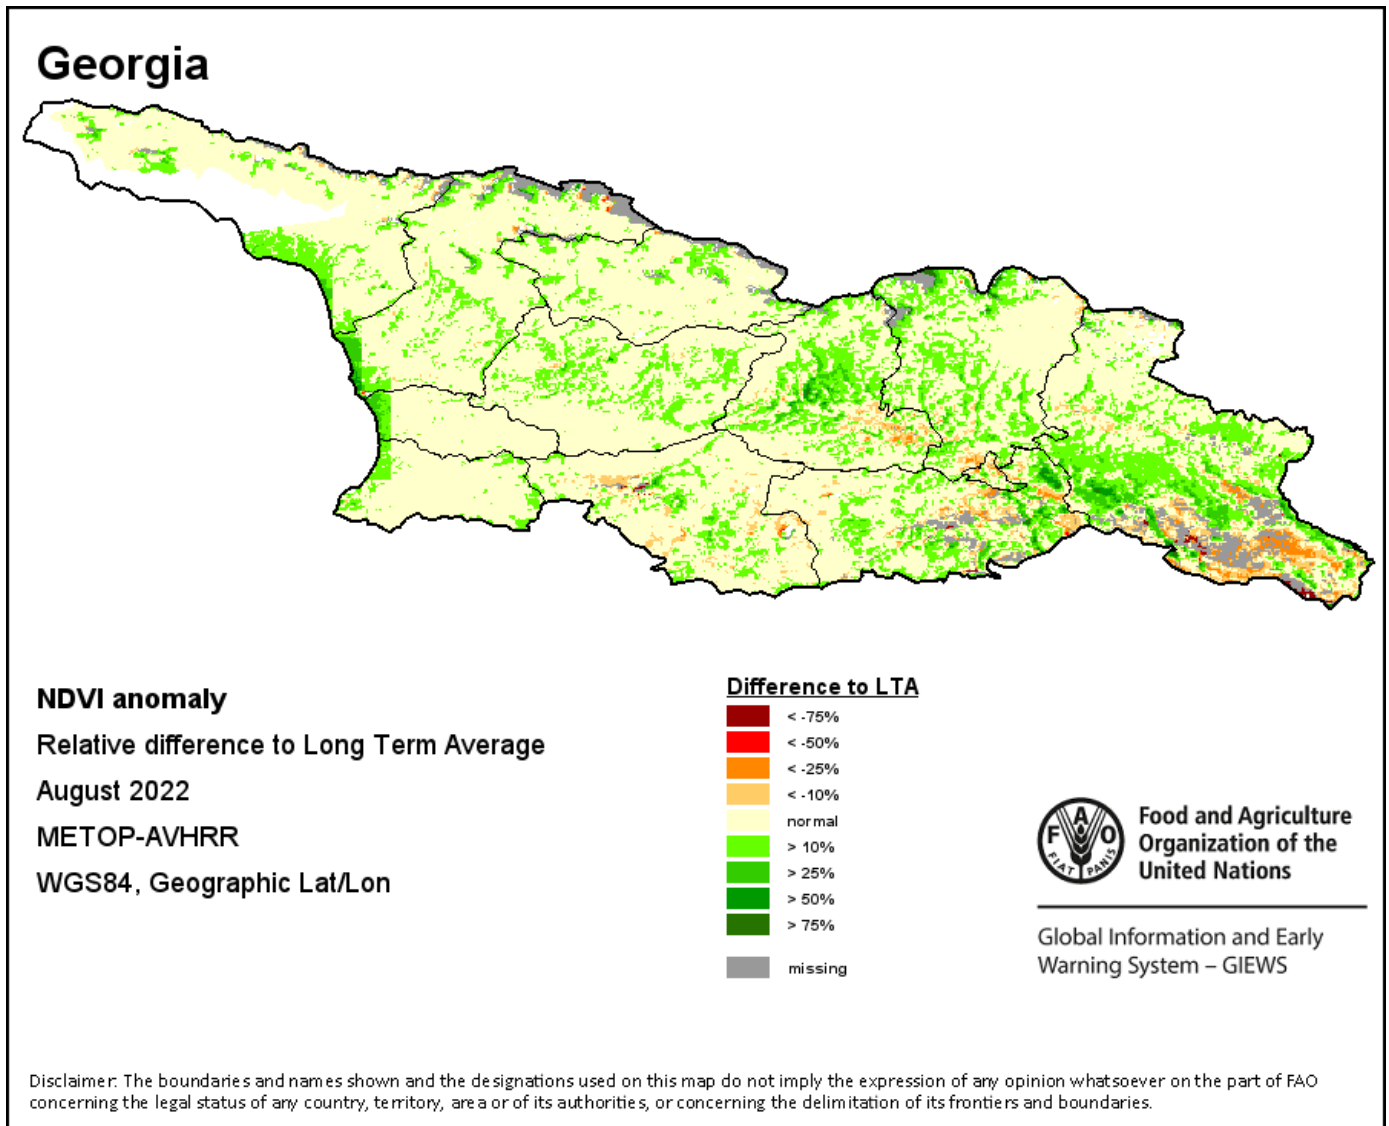 Georgia
NDVI anomaly
Relative difference to Long Term Average
August 2022
METOP-AVHRR
WGS84, Geographic Lat/Lon
Difference to LTA
< -75%
< -50%
< -25%
< -10%
normal
> 10%
> 25%
> 50%
> 75%
missing
F A O
FIAT PANIS
Food and Agriculture
Organization of the
United Nations
Global Information and Early
Warning System – GIEWS
Disclaimer: The boundaries and names shown and the designations used on this map do not imply the expression of any opinion whatsoever on the part of FAO
concerning the legal status of any country, territory, area or of its authorities, or concerning the delimitation of its frontiers and boundaries.